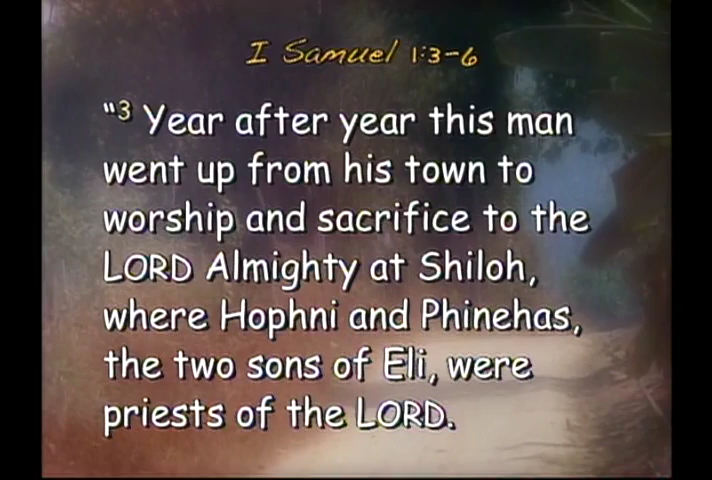 I Samuel 1:3-6
"3 Year after year this man
went up from his town to
worship and sacrifice to the
LORD Almighty at Shiloh,
where Hophni and Phinehas,
the two sons of Eli, were
priests of the LORD.